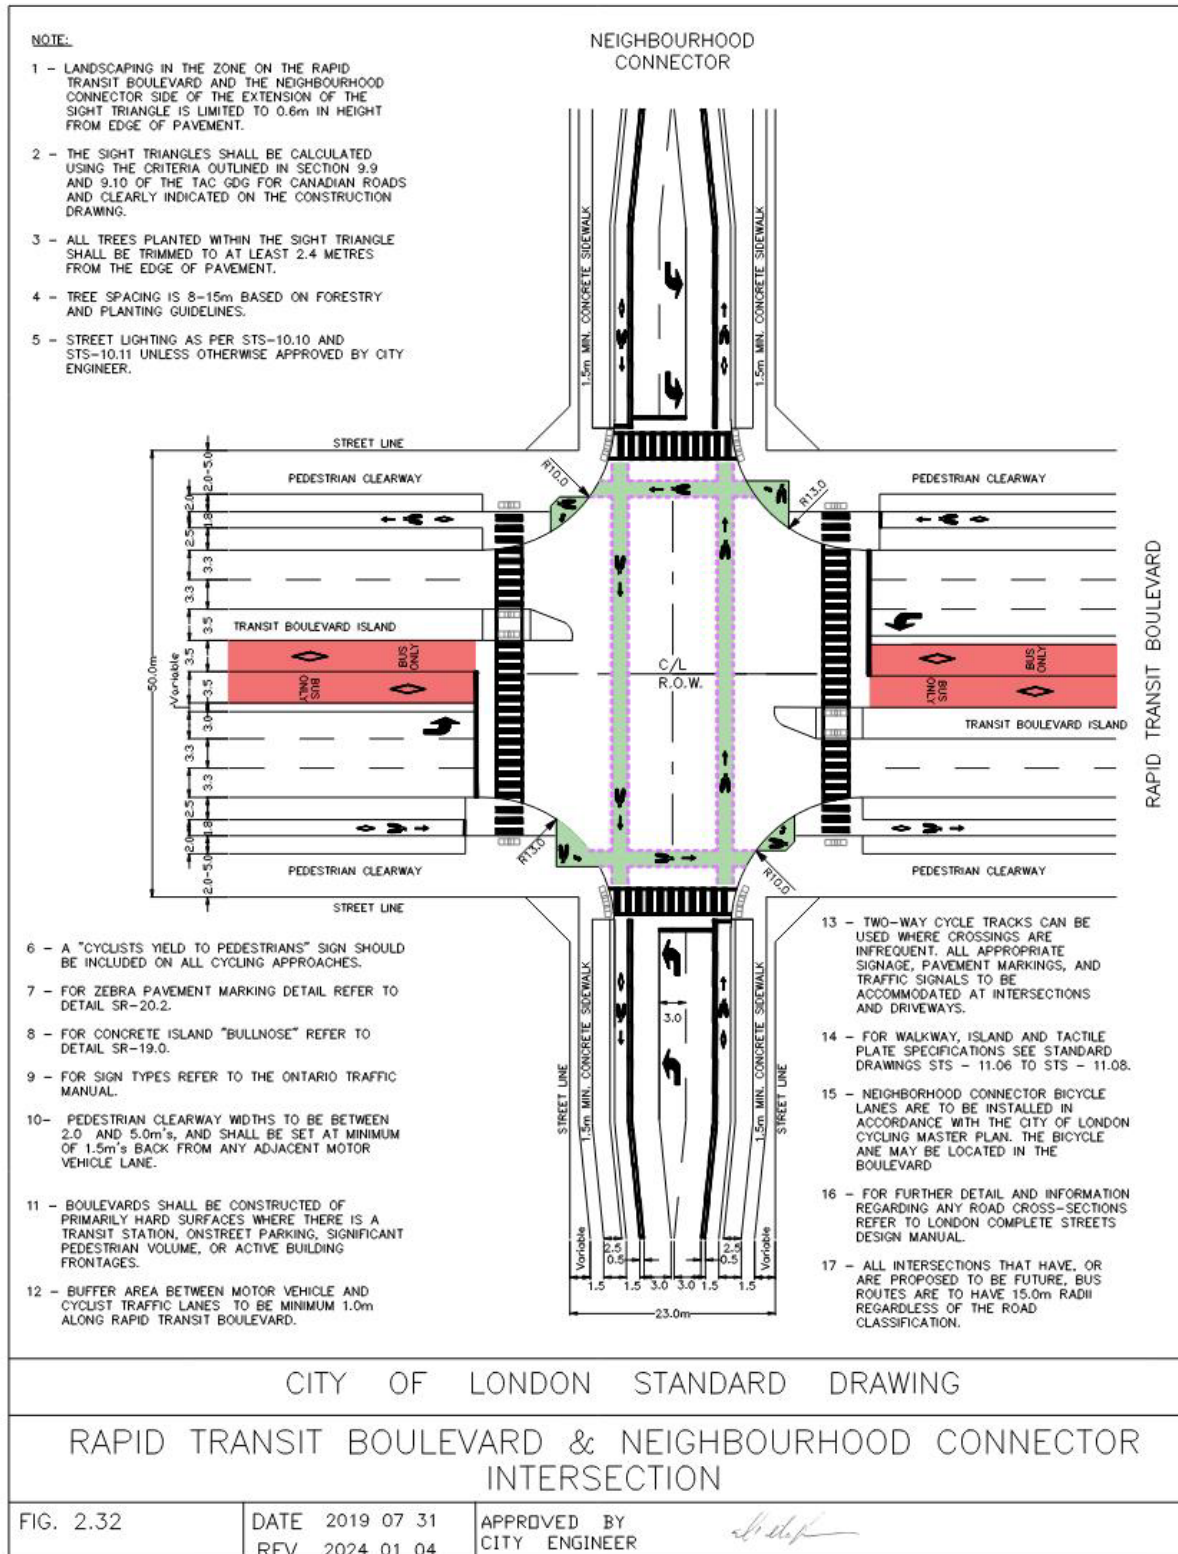 NOTE:
1 - LANDSCAPING IN THE ZONE ON THE RAPID
TRANSIT BOULEVARD AND THE NEIGHBOURHOOD
CONNECTOR SIDE OF THE EXTENSION OF THE
SIGHT TRIANGLE IS LIMITED TO 0.6m IN HEIGHT
FROM EDGE OF PAVEMENT.
2 - THE SIGHT TRIANGLES SHALL BE CALCULATED
USING THE CRITERIA OUTLINED IN SECTION 9.9
AND 9.10 OF THE TAC GDG FOR CANADIAN ROADS
AND CLEARLY INDICATED ON THE CONSTRUCTION
DRAWING.
3 - ALL TREES PLANTED WITHIN THE SIGHT TRIANGLE
SHALL BE TRIMMED TO AT LEAST 2.4 METRES
FROM THE EDGE OF PAVEMENT.
4 - TREE SPACING IS 8-15m BASED ON FORESTRY
AND PLANTING GUIDELINES.
5 - STREET LIGHTING AS PER STS-10.10 AND
STS-10.11 UNLESS OTHERWISE APPROVED BY CITY
ENGINEER.
NEIGHBOURHOOD
CONNECTOR
1.5m MIN. CONCRETE SIDEWALK
1.5m MIN. CONCRETE SIDEWALK
STREET LINE
PEDESTRIAN CLEARWAY
PEDESTRIAN CLEARWAY
R10.0
R13.0
2.0-5.0
2.0
1.8
2.5
3.3
3.3
3.5
3.5
3.5
Variable
3.0
3.3
3.3
2.5
1.8
2.0
2.0-5.0
50.0m
TRANSIT BOULEVARD ISLAND
BUS
ONLY
BUS
ONLY
C/L
R.O.W.
BUS
ONLY
BUS
ONLY
TRANSIT BOULEVARD ISLAND
RAPID TRANSIT BOULEVARD
R13.0
R10.0
PEDESTRIAN CLEARWAY
PEDESTRIAN CLEARWAY
STREET LINE
6 - A "CYCLISTS YIELD TO PEDESTRIANS" SIGN SHOULD
BE INCLUDED ON ALL CYCLING APPROACHES.
7 - FOR ZEBRA PAVEMENT MARKING DETAIL REFER TO
DETAIL SR-20.2.
8 - FOR CONCRETE ISLAND "BULLNOSE" REFER TO
DETAIL SR-19.0.
9 - FOR SIGN TYPES REFER TO THE ONTARIO TRAFFIC
MANUAL.
10- PEDESTRIAN CLEARWAY WIDTHS TO BE BETWEEN
2.0 AND 5.0m's, AND SHALL BE SET AT MINIMUM
OF 1.5m's BACK FROM ANY ADJACENT MOTOR
VEHICLE LANE.
11 - BOULEVARDS SHALL BE CONSTRUCTED OF
PRIMARILY HARD SURFACES WHERE THERE IS A
TRANSIT STATION, ONSTREET PARKING, SIGNIFICANT
PEDESTRIAN VOLUME, OR ACTIVE BUILDING
FRONTAGES.
12 - BUFFER AREA BETWEEN MOTOR VEHICLE AND
CYCLIST TRAFFIC LANES TO BE MINIMUM 1.0m
ALONG RAPID TRANSIT BOULEVARD.
STREET LINE
1.5m MIN. CONCRETE SIDEWALK
3.0
1.5m MIN. CONCRETE SIDEWALK
STREET LINE
Variable
2.5
0.5
2.5
0.5
Variable
1.5
1.5
3.0
3.0
1.5
1.5
23.0m
13 - TWO-WAY CYCLE TRACKS CAN BE
USED WHERE CROSSINGS ARE
INFREQUENT. ALL APPROPRIATE
SIGNAGE, PAVEMENT MARKINGS, AND
TRAFFIC SIGNALS TO BE
ACCOMMODATED AT INTERSECTIONS
AND DRIVEWAYS.
14 - FOR WALKWAY, ISLAND AND TACTILE
PLATE SPECIFICATIONS SEE STANDARD
DRAWINGS STS - 11.06 TO STS - 11.08.
15 - NEIGHBORHOOD CONNECTOR BICYCLE
LANES ARE TO BE INSTALLED IN
ACCORDANCE WITH THE CITY OF LONDON
CYCLING MASTER PLAN. THE BICYCLE
ANE MAY BE LOCATED IN THE
BOULEVARD
16 - FOR FURTHER DETAIL AND INFORMATION
REGARDING ANY ROAD CROSS-SECTIONS
REFER TO LONDON COMPLETE STREETS
DESIGN MANUAL.
17 - ALL INTERSECTIONS THAT HAVE, OR
ARE PROPOSED TO BE FUTURE, BUS
ROUTES ARE TO HAVE 15.0m RADII
REGARDLESS OF THE ROAD
CLASSIFICATION.
CITY OF LONDON STANDARD DRAWING
RAPID TRANSIT BOULEVARD & NEIGHBOURHOOD CONNECTOR
INTERSECTION
FIG. 2.32
DATE 2019 07 31
REV. 2024 01 04
APPROVED BY
CITY ENGINEER